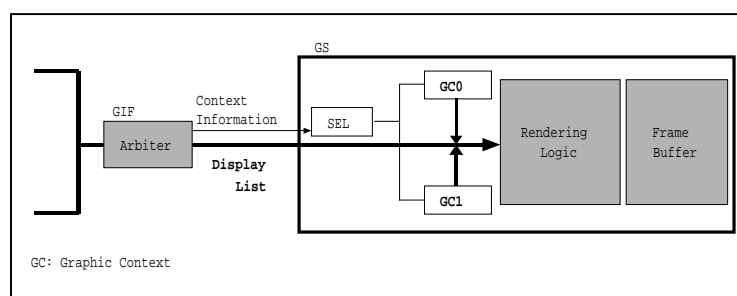 GS
GC0
GIF
Context
Information
SEL
Arbiter
Rendering
Logic
Frame
Buffer
Display
List
GC1
GC: Graphic Context